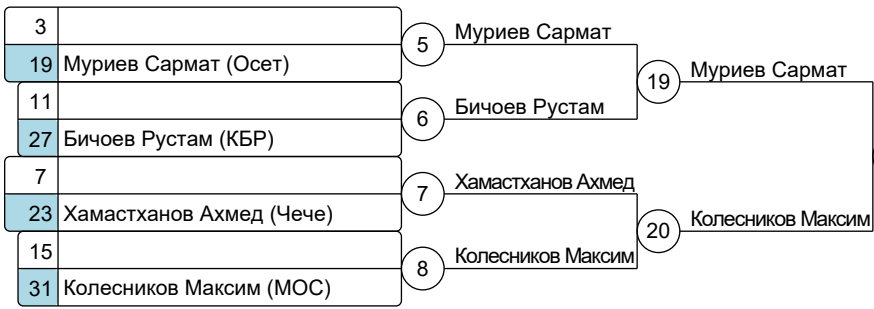 3
19 Муриев Сармат (Осет)
5
Муриев Сармат
19
Муриев Сармат
11
27 Бичоев Рустам (КБР)
6
Бичоев Рустам
7
23 Хамастханов Ахмед (Чече)
7
Хамастханов Ахмед
20
Колесников Максим
15
31 Колесников Максим (МОС)
8
Колесников Максим